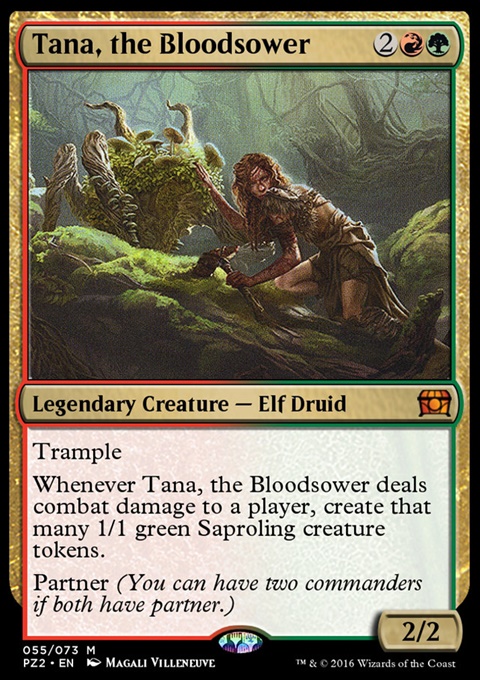 Tana, the Bloodsower 2
Legendary Creature — Elf Druid
Trample
Whenever Tana, the Bloodsower deals
combat damage to a player, create that
many 1/1 green Saproling creature
tokens.
Partner (You can have two commanders
if both have partner.)
2/2
055/073 M
PZ2 • EN Magali Villeneuve
™ & © 2016 Wizards of the Coast